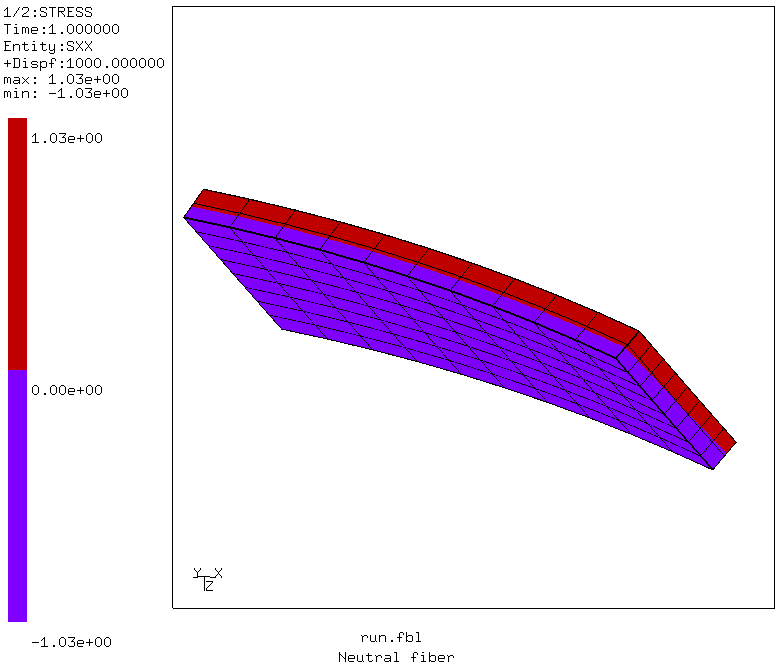 1/2:STRESS
Time:1.000000
Entity:SXX
+Dispf:1000.000000
max: 1.03e+00
min: -1.03e+00
1.03e+00
0.00e+00
-1.03e+00
Y X
Z
run.fbl
Neutral fiber